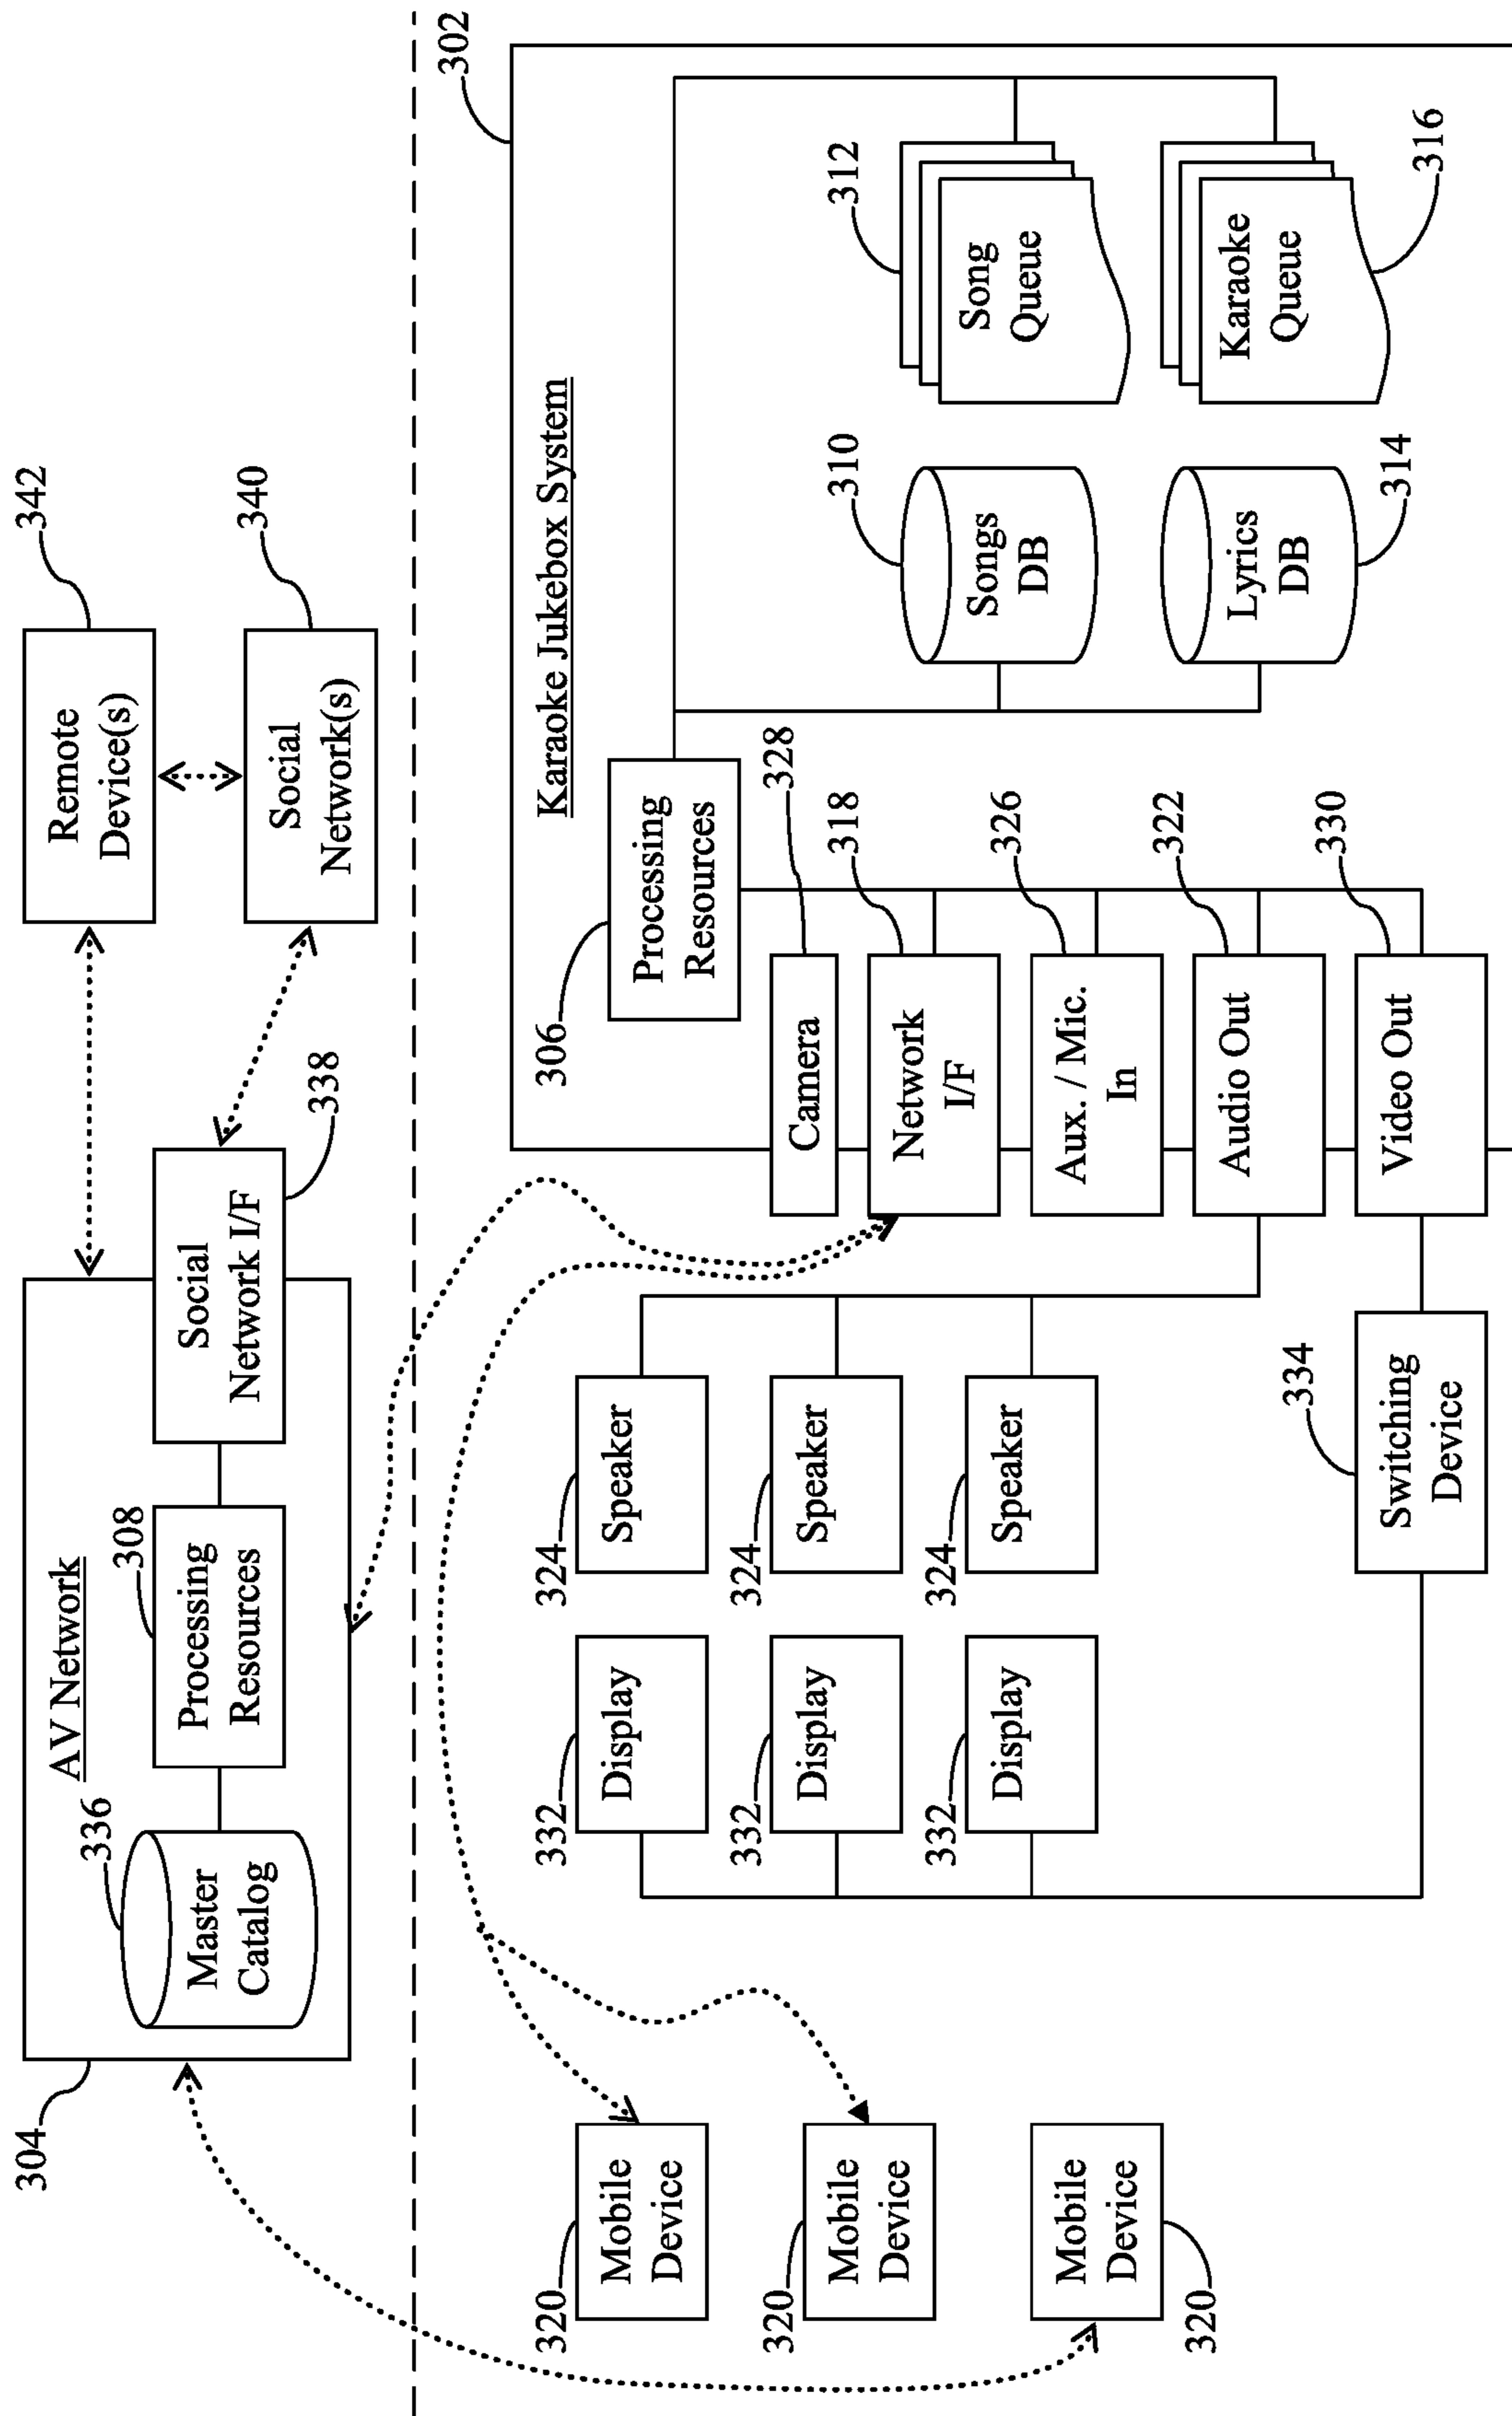 304
AV Network
336
Master
Catalog
308
Processing
Resources
Social
Network I/F
338
Remote
Device(s)
342
Social
Network(s)
340
302
Karaoke Jukebox System
306
Processing
Resources
Camera
328
Network
I/F
318
Aux. / Mic.
In
326
Audio Out
322
Video Out
330
Songs
DB
310
Song
Queue
312
Lyrics
DB
314
Karaoke
Queue
316
320
Mobile
Device
320
Mobile
Device
Mobile
Device
320
332
Display
332
Display
332
Display
324
Speaker
324
Speaker
324
Speaker
334
Switching
Device